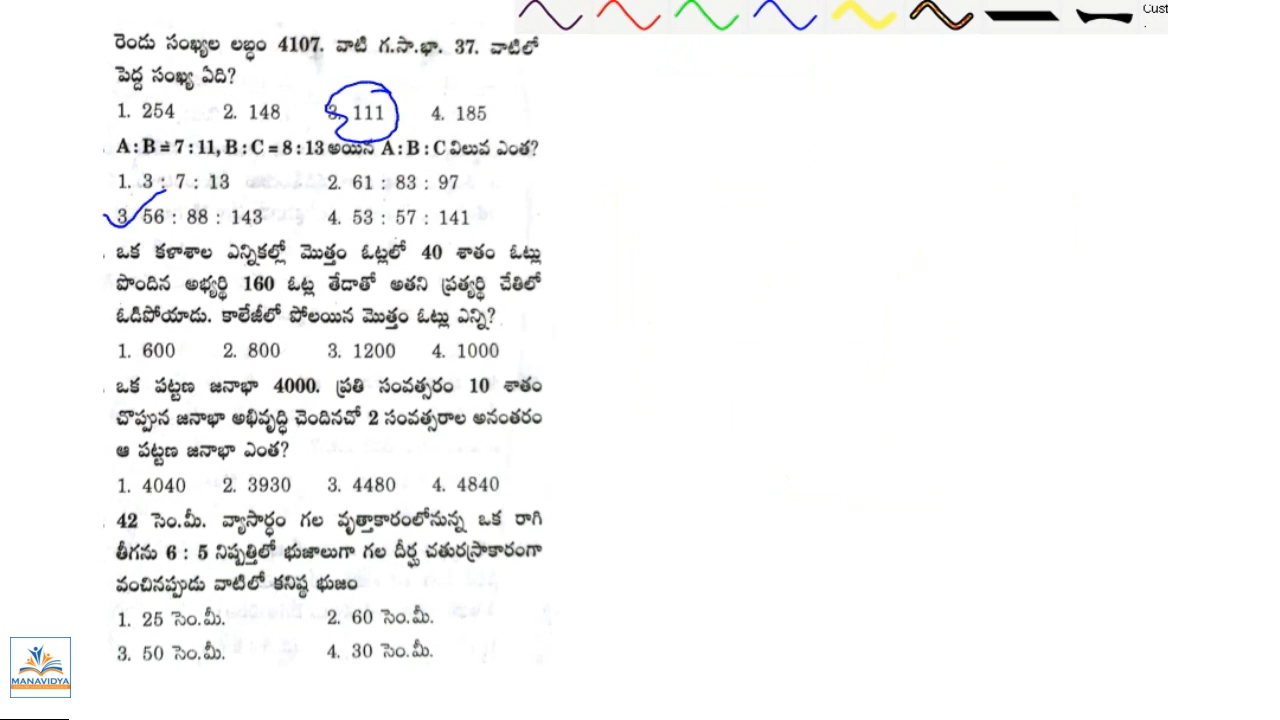 Cust
రెండు సంఖ్యల లబ్ధం 4107. వాటి గ.సా.భా. 37. వాటిలో
పెద్ద సంఖ్య ఏది?
1. 254 2. 148 3. 111 4. 185
A : B = 7 : 11, B : C = 8 : 13 అయిన A : B : C విలువ ఎంత?
1. 3 : 7 : 13 2. 61 : 83 : 97
3. 56 : 88 : 143 4. 53 : 57 : 141
ఒక కళాశాల ఎన్నికల్లో మొత్తం ఓట్లలో 40 శాతం ఓట్లు
పొందిన అభ్యర్థి 160 ఓట్ల తేడాతో అతని ప్రత్యర్థి చేతిలో
ఓడిపోయాడు. కాలేజీలో పోలయిన మొత్తం ఓట్లు ఎన్ని?
1. 600 2. 800 3. 1200 4. 1000
ఒక పట్టణ జనాభా 4000. ప్రతి సంవత్సరం 10 శాతం
చొప్పున జనాభా అభివృద్ధి చెందినచో 2 సంవత్సరాల అనంతరం
ఆ పట్టణ జనాభా ఎంత?
1. 4040 2. 3930 3. 4480 4. 4840
42 సెం.మీ. వ్యాసార్ధం గల వృత్తాకారంలోనున్న ఒక రాగి
తీగను 6 : 5 నిష్పత్తిలో భుజాలుగా గల దీర్ఘ చతురస్రాకారంగా
వంచినప్పుడు వాటిలో కనిష్ఠ భుజం
1. 25 సెం.మీ. 2. 60 సెం.మీ.
3. 50 సెం.మీ. 4. 30 సెం.మీ.
MANAVIDYA